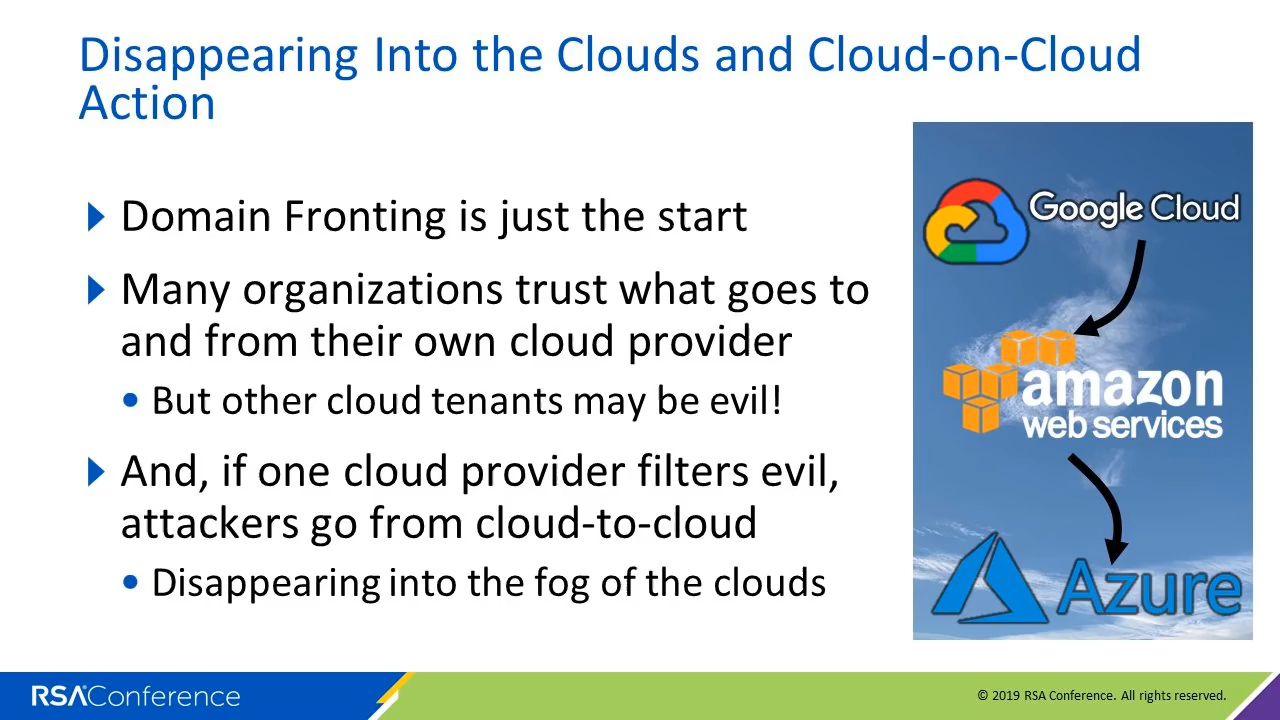 Disappearing Into the Clouds and Cloud-on-Cloud
Action
Domain Fronting is just the start
Many organizations trust what goes to
and from their own cloud provider
But other cloud tenants may be evil!
And, if one cloud provider filters evil,
attackers go from cloud-to-cloud
Disappearing into the fog of the clouds
Google Cloud
amazon
web services
Azure
RSAConference
© 2019 RSA Conference. All rights reserved.